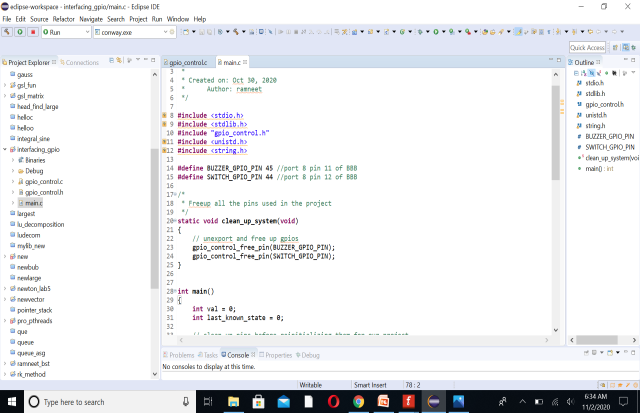 eclipse-workspace - interfacing_gpio/main.c - Eclipse IDE
File Edit Source Refactor Navigate Search Project Run Window Help
Run
conway.exe
Quick Access
Project Explorer
Connections
gpio_control.c
main.c
Outline
gauss
gsl_fun
gsl_matrix
head_find_large
helloc
helloo
integral_sine
interfacing_gpio
Binaries
Debug
gpio_control.c
gpio_control.h
main.c
largest
lu_decomposition
ludecom
mylib_new
new
newbub
newlarge
newton_lab5
newvector
pointer_stack
pro_pthreads
que
queue
queue_asg
ramneet_bst
rk_method
3 *
4 * Created on: Oct 30, 2020
5 * Author: ramneet
6 */
7
8 #include <stdio.h>
9 #include <stdlib.h>
10 #include "gpio_control.h"
11 #include <unistd.h>
12 #include <string.h>
13
14 #define BUZZER_GPIO_PIN 45 //port 8 pin 11 of BBB
15 #define SWITCH_GPIO_PIN 44 //port 8 pin 12 of BBB
16
17 /*
18 * Freeup all the pins used in the project
19 */
20 static void clean_up_system(void)
21 {
22 // unexport and free up gpios
23 gpio_control_free_pin(BUZZER_GPIO_PIN);
24 gpio_control_free_pin(SWITCH_GPIO_PIN);
25 }
26
27
28 int main()
29 {
30 int val = 0;
31 int last_known_state = 0;
32
stdio.h
stdlib.h
gpio_control.h
unistd.h
string.h
# BUZZER_GPIO_PIN
# SWITCH_GPIO_PIN
clean_up_system(voi
main() : int
Problems
Tasks
Console
Properties
Debug
No consoles to display at this time.
Writable
Smart Insert
78 : 2
Type here to search
6:34 AM
11/2/2020